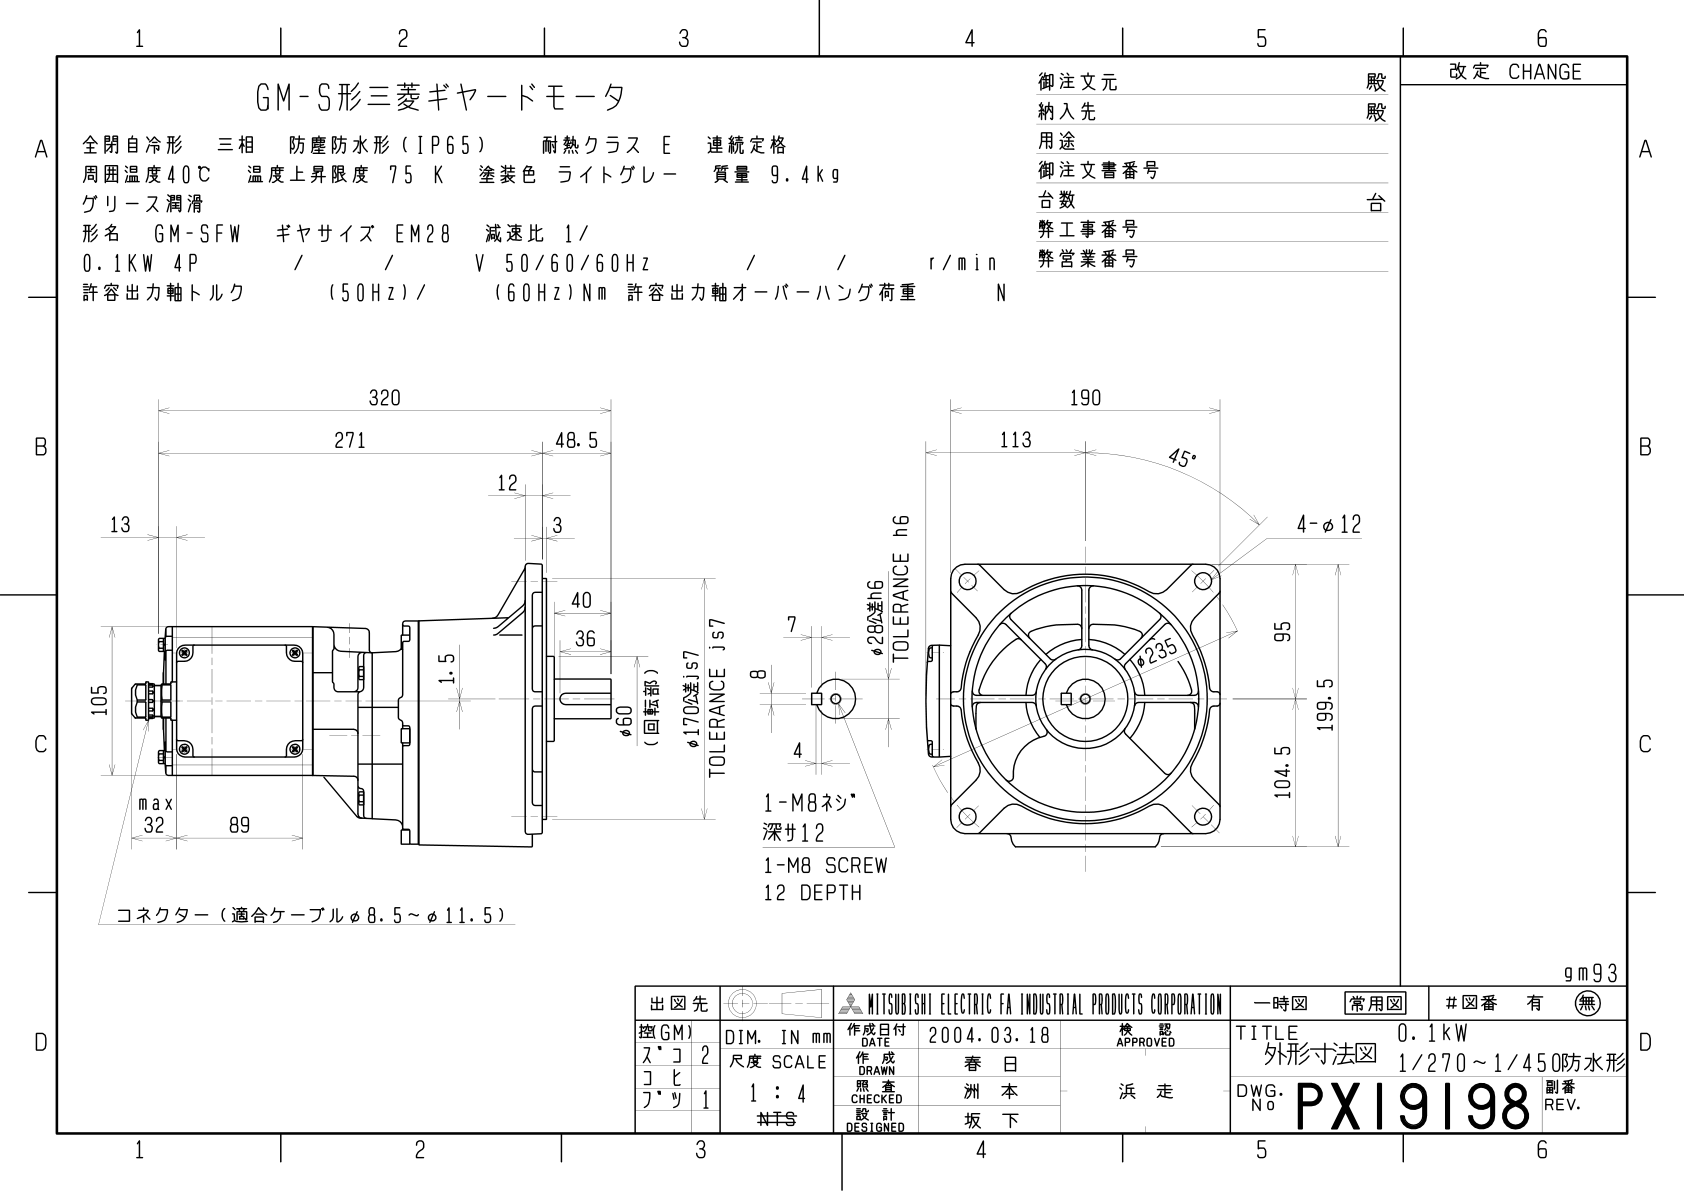 1 2 3 4 5 6
改定 CHANGE
GM-S形三菱ギヤードモータ
全閉自冷形 三相 防塵防水形(IP65) 耐熱クラス E 連続定格
周囲温度40℃ 温度上昇限度 75 K 塗装色 ライトグレー 質量 9.4kg
グリース潤滑
形名 GM-SFW ギヤサイズ EM28 減速比 1/
0.1KW 4P / / V 50/60/60Hz / / r/min
許容出力軸トルク (50Hz)/ (60Hz)Nm 許容出力軸オーバーハング荷重 N
御注文元 殿
納入先 殿
用途
御注文書番号
台数 台
弊工事番号
弊営業番号
A A
B B
C C
D D
320
271
48.5
12
3
13
40
36
1.5
105
max
32
89
φ60
(回転部)
φ170公差js7
TOLERANCE js7
コネクター(適合ケーブルφ8.5~φ11.5)
7
8
4
φ28公差h6
TOLERANCE h6
1-M8ネジ
深サ12
1-M8 SCREW
12 DEPTH
190
113
45°
4-φ12
φ235
95
104.5
199.5
gm93
出図先
MITSUBISHI ELECTRIC FA INDUSTRIAL PRODUCTS CORPORATION
一時図 常用図 #図番 有 無
控(GM)
ズコ 2
コヒ
ブツ 1
DIM. IN mm
尺度 SCALE
1 : 4
NTS
作成日付 DATE 2004.03.18
検認 APPROVED
作成 DRAWN 春日
照査 CHECKED 洲本
浜走
設計 DESIGNED 坂下
TITLE 0.1kW
外形寸法図 1/270~1/450防水形
DWG. No PX19198
副番 REV.
1 2 3 4 5 6